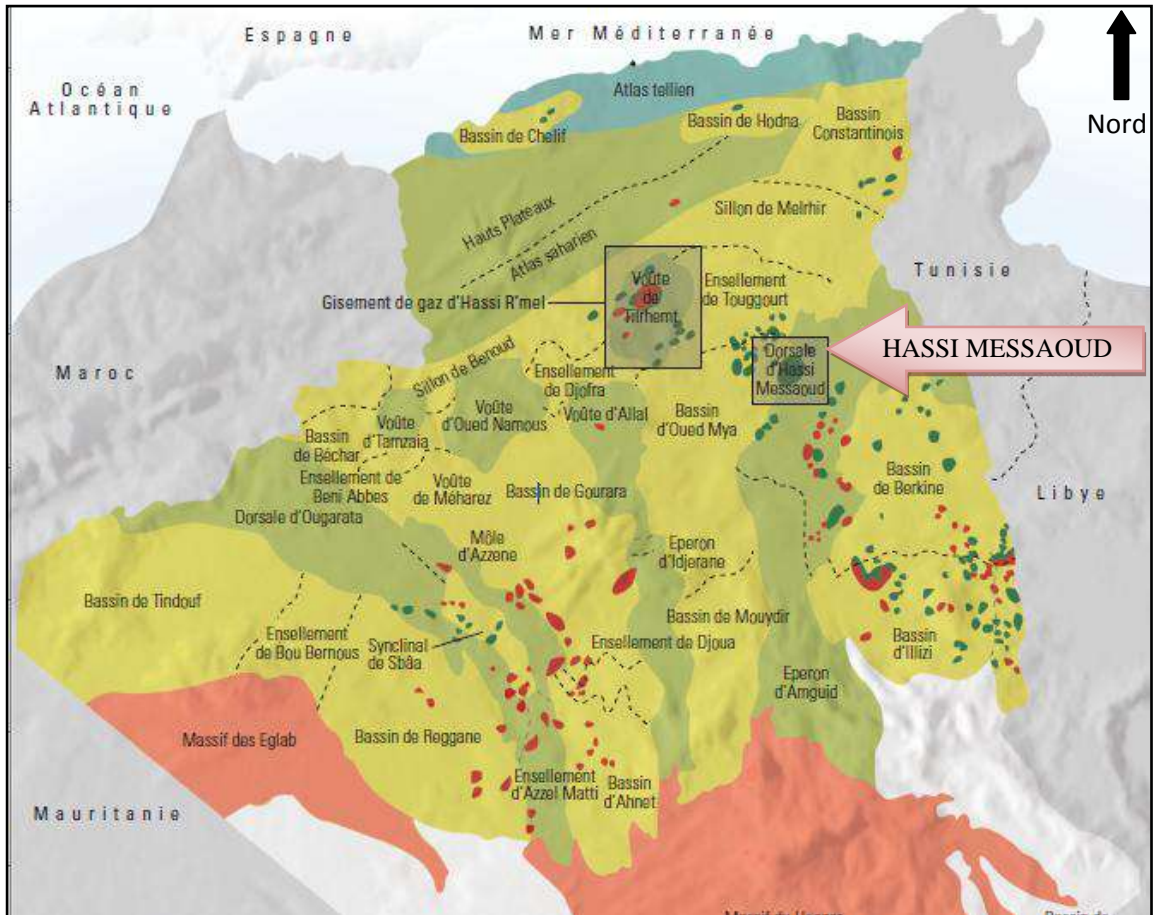 Espagne
Mer Méditerranée
Océan
Atlantique
Nord
Atlas tellien
Bassin de Chelif
Bassin de Hodna
Bassin
Constantinois
Hauts Plateaux
Atlas saharien
Sillon de Melrhir
Tunisie
Gisement de gaz d'Hassi R'mel
Voûte
de
Tilrhemt
Ensellement
de Touggourt
HASSI MESSAOUD
Dorsale
d'Hassi
Messaoud
Maroc
Sillon de Benoud
Ensellement
de Djofra
Voûte
d'Oued Namous
Voûte d'Allal
Voûte
d'Tamzaia
Bassin
d'Oued Mya
Bassin
de Béchar
Ensellement de
Beni Abbes
Voûte
de Méharez
Bassin de Gourara
Bassin
de Berkine
Libye
Dorsale d'Ougarata
Môle
d'Azzene
Eperon
d'Idjerane
Bassin de Tindouf
Bassin de Mouydir
Ensellement
de Bou Bernous
Synclinal
de Sbâa
Ensellement de Djoua
Bassin
d'Illizi
Eperon
d'Amguid
Massif des Eglab
Bassin de Reggane
Ensellement
d'Azzel Matti
Bassin
d'Ahnet
Mauritanie